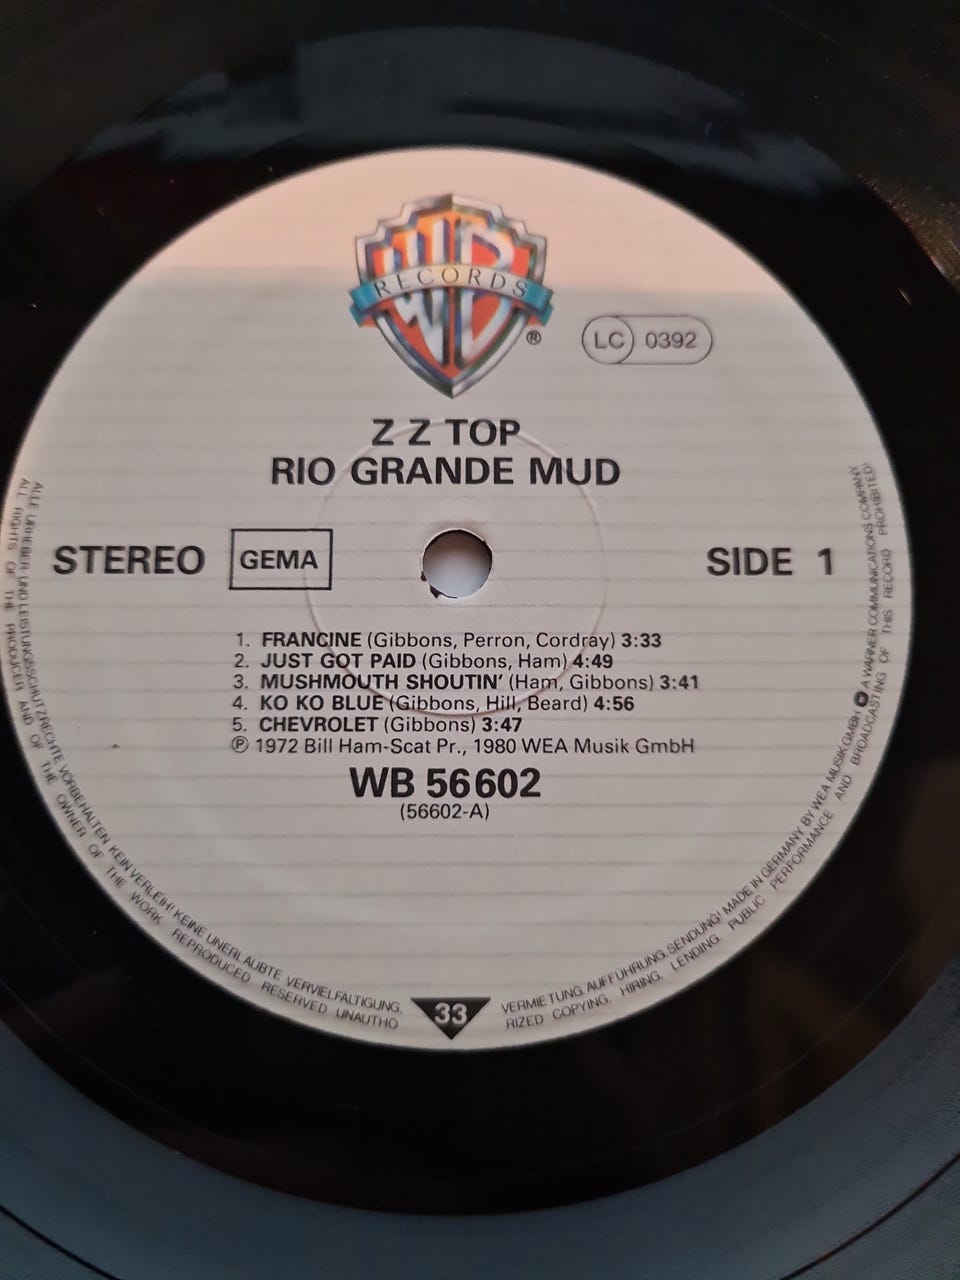 WB
RECORDS
®
LC 0392
Z Z TOP
RIO GRANDE MUD
STEREO GEMA SIDE 1
1. FRANCINE (Gibbons, Perron, Cordray) 3:33
2. JUST GOT PAID (Gibbons, Ham) 4:49
3. MUSHMOUTH SHOUTIN' (Ham, Gibbons) 3:41
4. KO KO BLUE (Gibbons, Hill, Beard) 4:56
5. CHEVROLET (Gibbons) 3:47
℗ 1972 Bill Ham-Scat Pr., 1980 WEA Musik GmbH
WB 56 602
(56602-A)
ALLE URHEBER- UND LEISTUNGSSCHUTZRECHTE VORBEHALTEN. KEIN VERLEIH! KEINE UNERLAUBTE VERVIELFÄLTIGUNG, VERMIETUNG, AUFFÜHRUNG, SENDUNG! MADE IN GERMANY BY WEA MUSIK GMBH A WARNER COMMUNICATIONS COMPANY
ALL RIGHTS OF THE PRODUCER AND OF THE OWNER OF THE WORK REPRODUCED RESERVED UNAUTHORIZED COPYING, HIRING, LENDING, PUBLIC PERFORMANCE AND BROADCASTING OF THIS RECORD PROHIBITED!
33